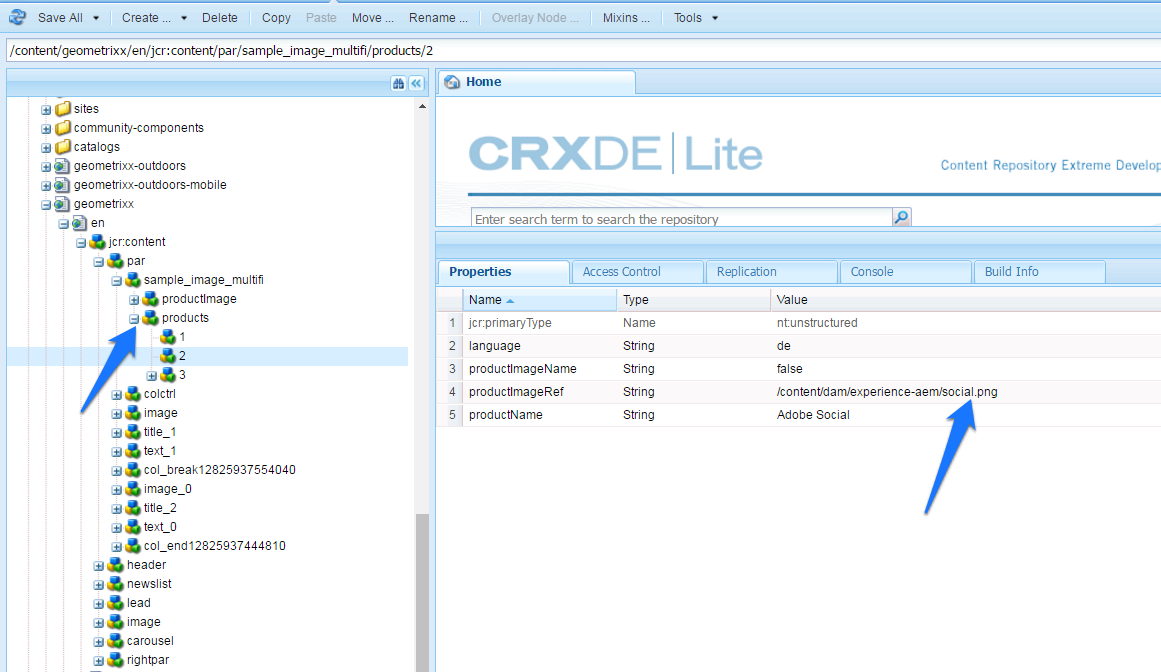 Save All Create ... Delete Copy Paste Move ... Rename ... Overlay Node ... Mixins ... Tools
/content/geometrixx/en/jcr:content/par/sample_image_multifi/products/2
Home
sites
community-components
catalogs
geometrixx-outdoors
geometrixx-outdoors-mobile
geometrixx
en
jcr:content
par
sample_image_multifi
productImage
products
1
2
3
colctrl
image
title_1
text_1
col_break12825937554040
image_0
title_2
text_0
col_end12825937444810
header
newslist
lead
image
carousel
rightpar
CRXDE | Lite
Content Repository Extreme Develop
Enter search term to search the repository
Properties Access Control Replication Console Build Info
Name Type Value
1 jcr:primaryType Name nt:unstructured
2 language String de
3 productImageName String false
4 productImageRef String /content/dam/experience-aem/social.png
5 productName String Adobe Social